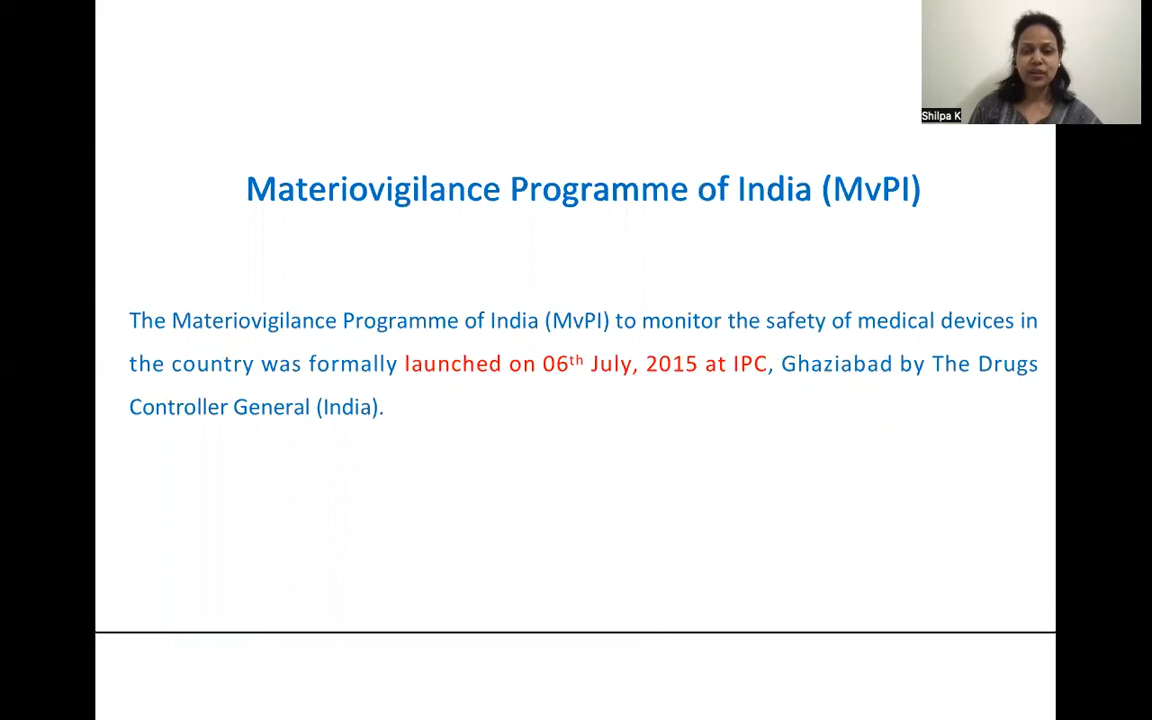 Shilpa K
Materiovigilance Programme of India (MvPI)
The Materiovigilance Programme of India (MvPI) to monitor the safety of medical devices in
the country was formally launched on 06th July, 2015 at IPC, Ghaziabad by The Drugs
Controller General (India).